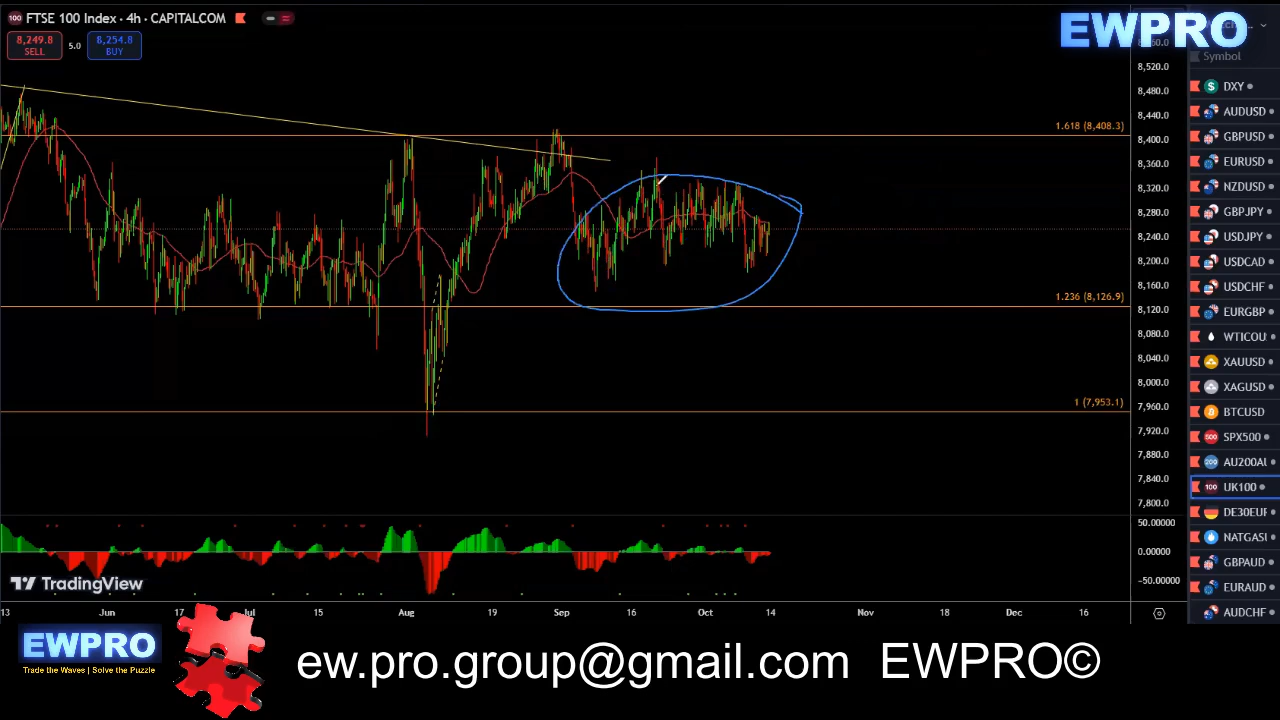 FTSE 100 Index · 4h · CAPITALCOM
EWPRO
8,249.8
SELL
5.0
8,254.8
BUY
Symbol
8,520.0
8,480.0
8,440.0
8,400.0
8,360.0
8,320.0
8,280.0
8,240.0
8,200.0
8,160.0
8,120.0
8,080.0
8,040.0
8,000.0
7,960.0
7,920.0
7,880.0
7,840.0
7,800.0
1.618 (8,408.3)
1.236 (8,126.9)
1 (7,953.1)
DXY
AUDUSD
GBPUSD
EURUSD
NZDUSD
GBPJPY
USDJPY
USDCAD
USDCHF
EURGBP
WTICOU
XAUUSD
XAGUSD
BTCUSD
SPX500
AU200AU
UK100
DE30EUR
NATGASU
GBPAUD
EURAUD
AUDCHF
50.00000
0.00000
-50.00000
TradingView
13 Jun 17 Jul 15 Aug 19 Sep 16 Oct 14 Nov 18 Dec 16
EWPRO
Trade the Waves | Solve the Puzzle
ew.pro.group@gmail.com EWPRO©